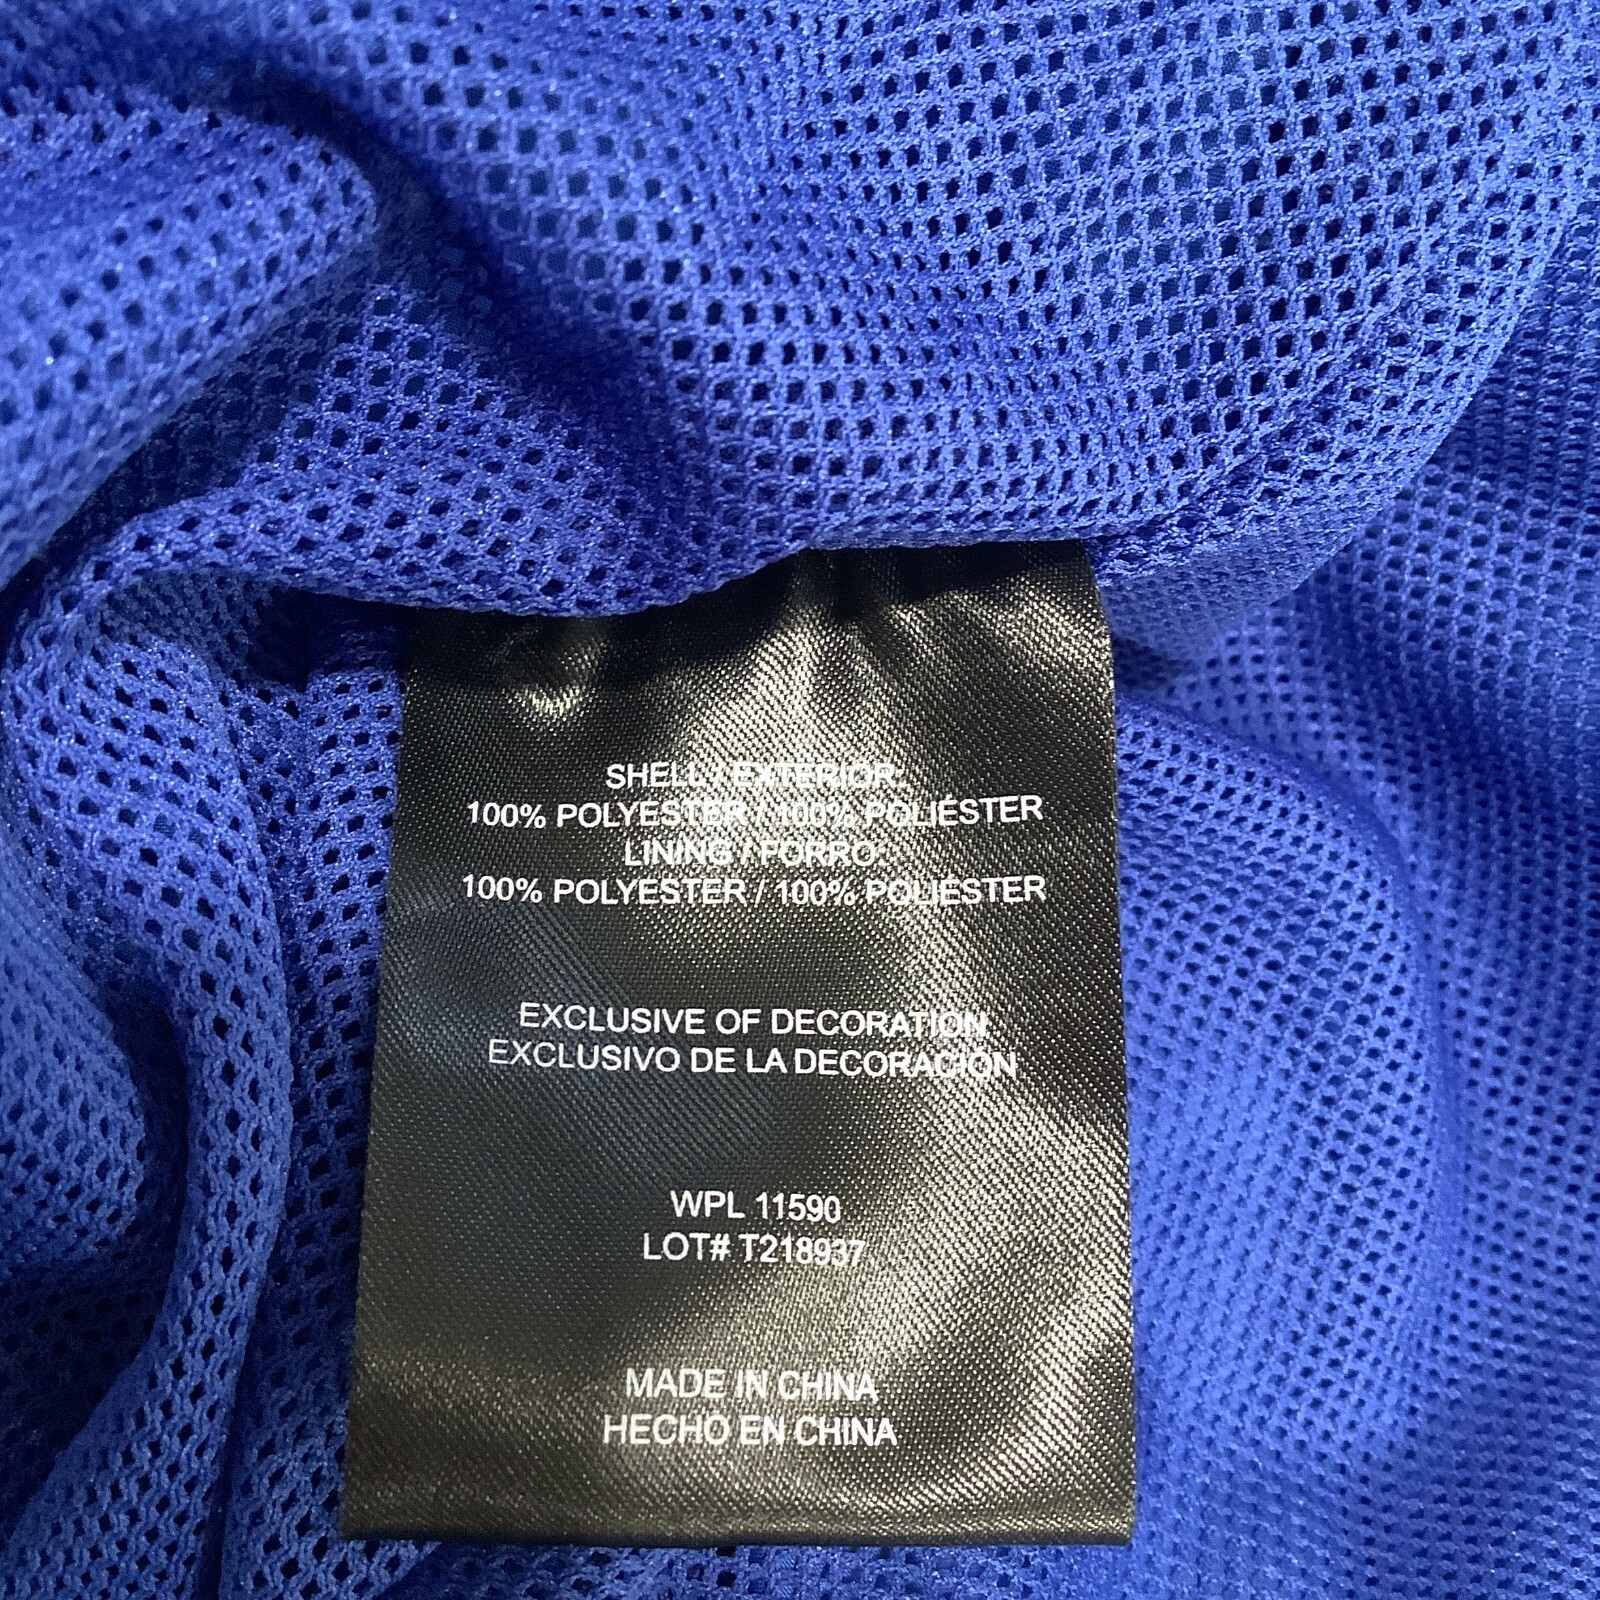 SHELL / EXTERIOR:
100% POLYESTER / 100% POLIÉSTER
LINING / FORRO:
100% POLYESTER / 100% POLIÉSTER
EXCLUSIVE OF DECORATION
EXCLUSIVO DE LA DECORACIÓN
WPL 11590
LOT# T218937
MADE IN CHINA
HECHO EN CHINA